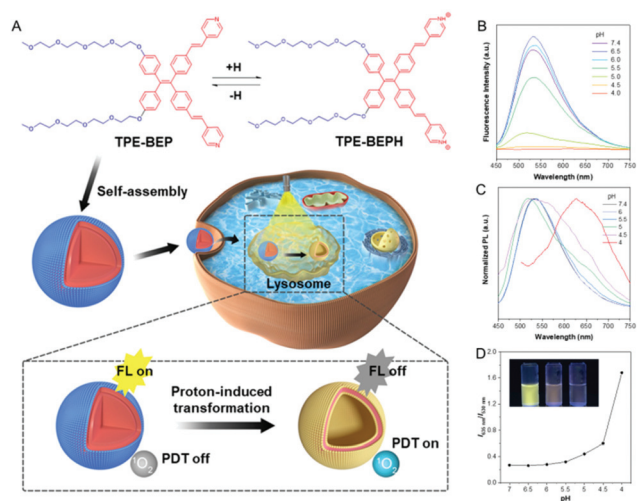 A
N
N
+H
-H
NH
⊕
NH
⊕
TPE-BEP
TPE-BEPH
Self-assembly
Lysosome
FL on
Proton-induced
transformation
FL off
PDT off
¹O₂
PDT on
¹O₂
B
Fluorescence Intensity (a.u.)
pH
7.4
6.5
6.0
5.5
5.0
4.5
4.0
450 500 550 600 650 700 750
Wavelength (nm)
C
Normalized PL (a.u.)
pH
7.4
6
5.5
5
4.5
4
450 500 550 600 650 700 750
Wavelength (nm)
D
1.8
1.2
0.6
0.0
7 6.5 6 5.5 5 4.5 4
pH